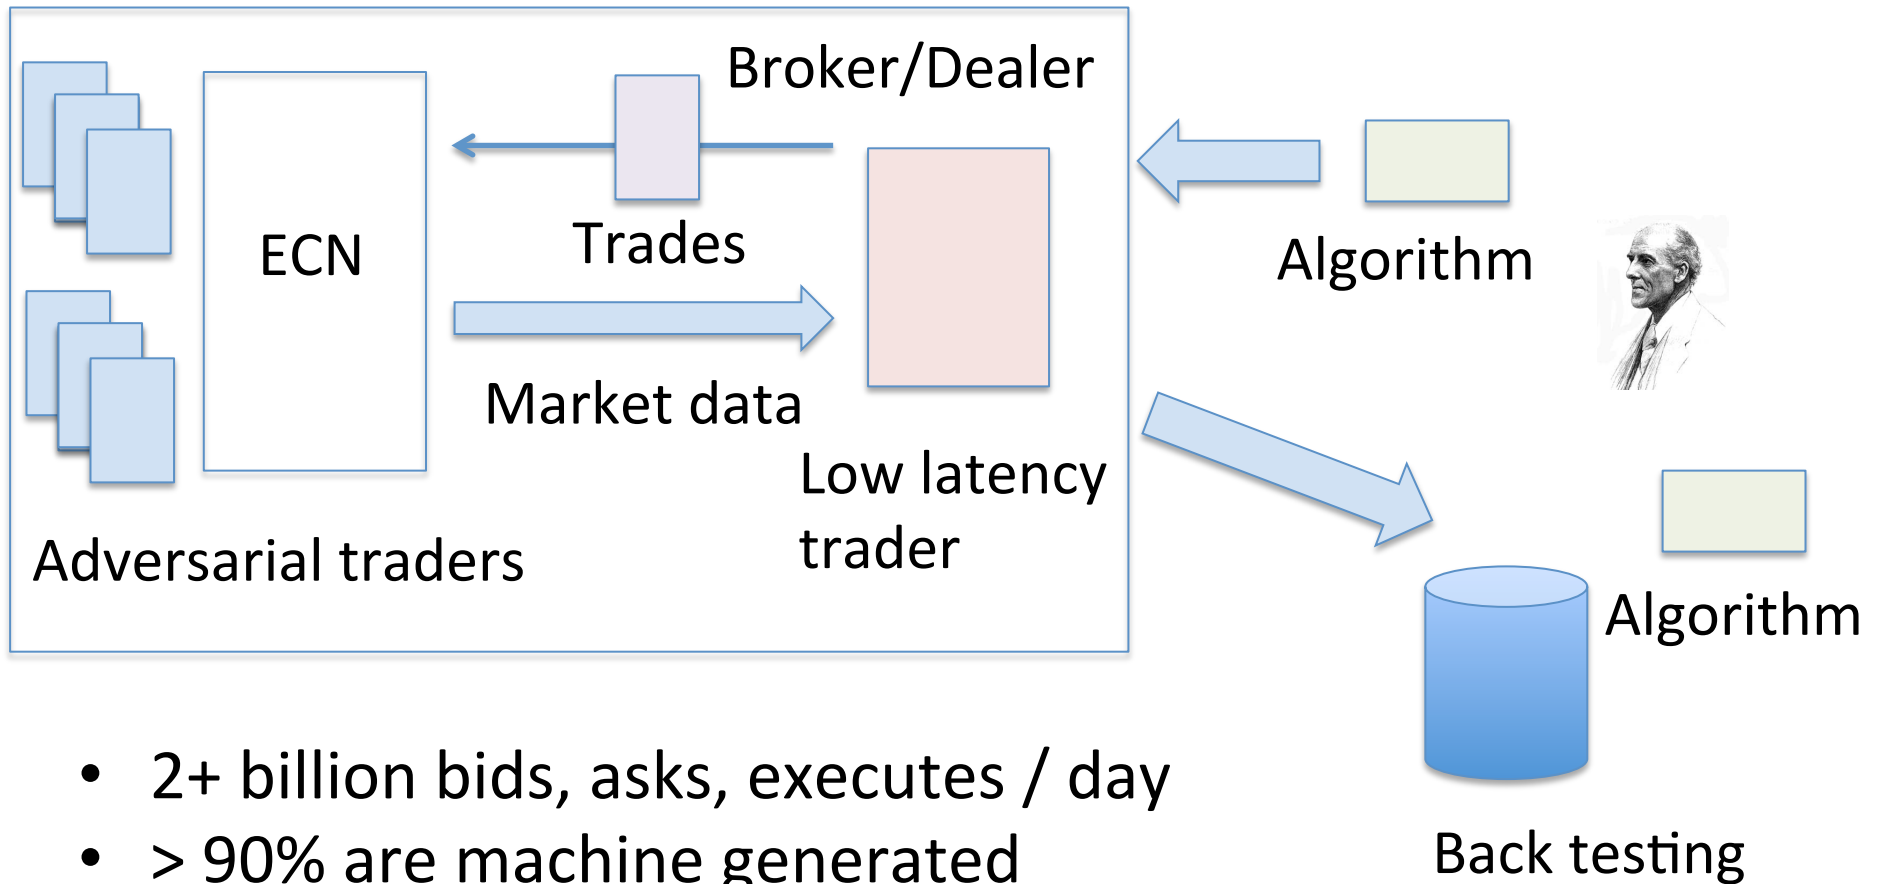 Broker/Dealer
ECN
Trades
Algorithm
Market data
Low latency
trader
Adversarial traders
Algorithm
• 2+ billion bids, asks, executes / day
• > 90% are machine generated
Back testing